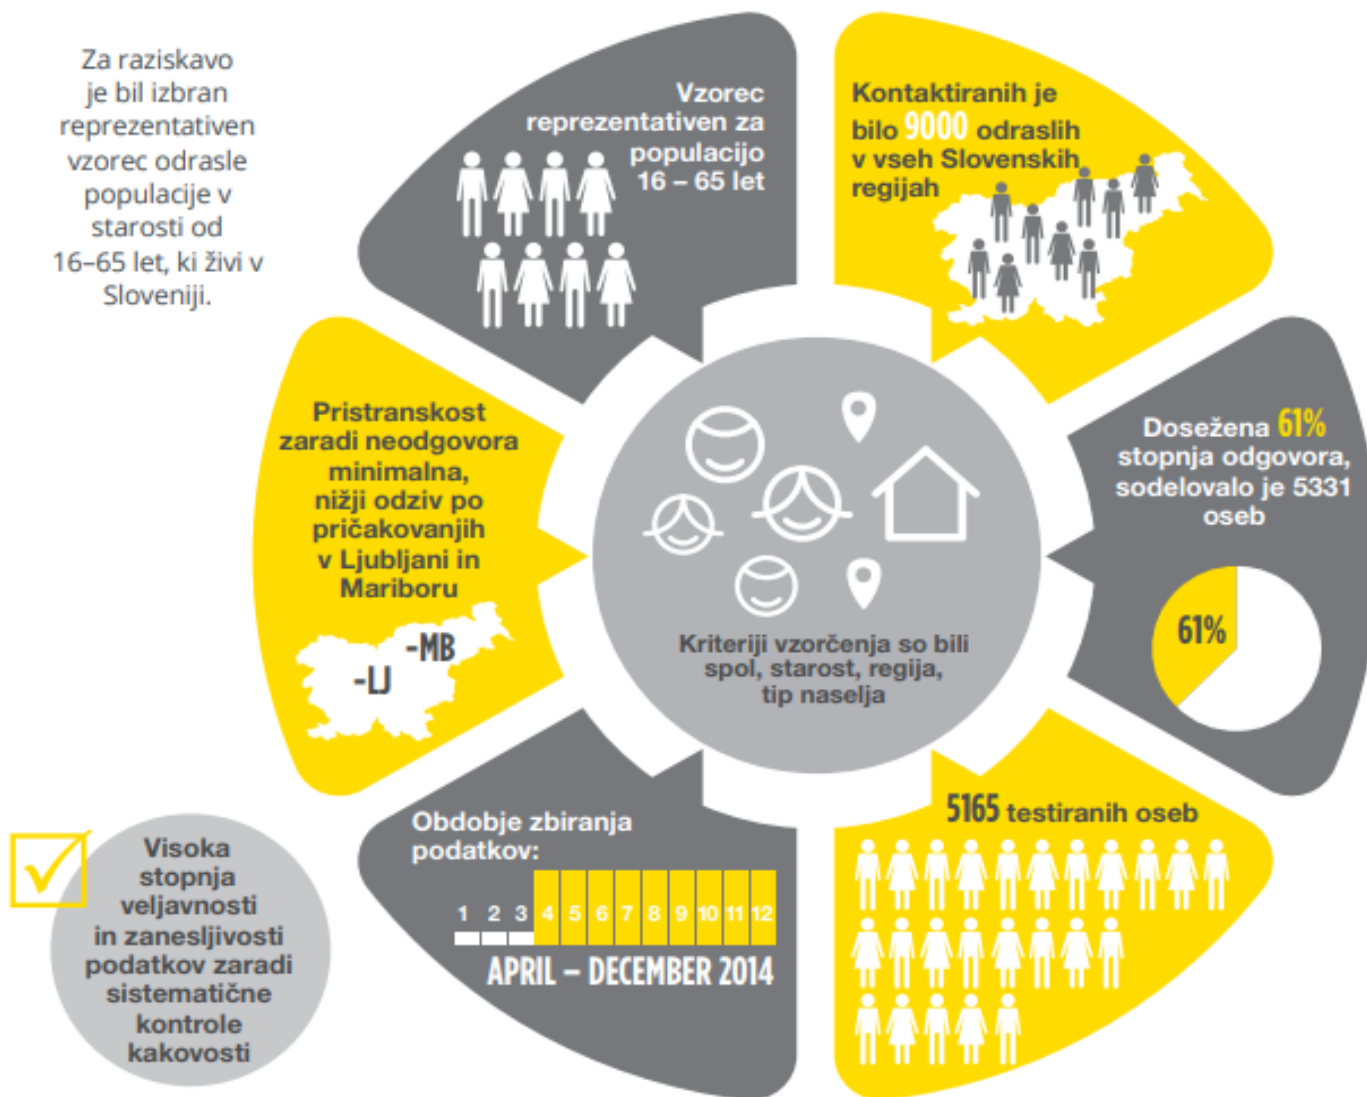 Za raziskavo
je bil izbran
reprezentativen
vzorec odrasle
populacije v
starosti od
16–65 let, ki živi v
Sloveniji.
Vzorec
reprezentativen za
populacijo
16 – 65 let
Kontaktiranih je
bilo 9000 odraslih
v vseh Slovenskih
regijah
Dosežena 61%
stopnja odgovora,
sodelovalo je 5331
oseb
61%
5165 testiranih oseb
Obdobje zbiranja
podatkov:
1 2 3 4 5 6 7 8 9 10 11 12
APRIL – DECEMBER 2014
Pristranskost
zaradi neodgovora
minimalna,
nižji odziv po
pričakovanjih
v Ljubljani in
Mariboru
-MB
-LJ
Kriteriji vzorčenja so bili
spol, starost, regija,
tip naselja
Visoka
stopnja
veljavnosti
in zanesljivosti
podatkov zaradi
sistematične
kontrole
kakovosti